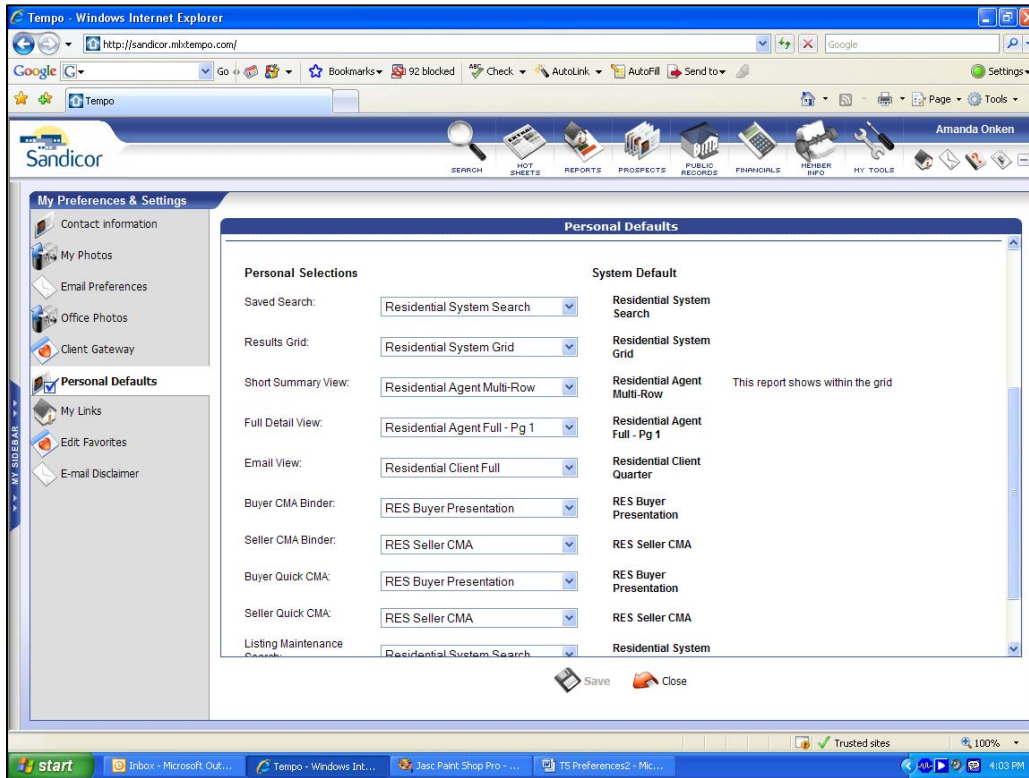 Tempo - Windows Internet Explorer
http://sandicor.mlxtempo.com/
Google
Google G Go Bookmarks 92 blocked ABC Check AutoLink AutoFill Send to Settings
Tempo Page Tools
Sandicor
Amanda Onken
SEARCH HOT SHEETS REPORTS PROSPECTS PUBLIC RECORDS FINANCIALS MEMBER INFO MY TOOLS
My Preferences & Settings
Contact information
My Photos
Email Preferences
Office Photos
Client Gateway
Personal Defaults
My Links
Edit Favorites
E-mail Disclaimer
MY SIDEBAR
Personal Defaults
Personal Selections System Default
Saved Search: Residential System Search Residential System
Search
Results Grid: Residential System Grid Residential System
Grid
Short Summary View: Residential Agent Multi-Row Residential Agent This report shows within the grid
Multi-Row
Full Detail View: Residential Agent Full - Pg 1 Residential Agent
Full - Pg 1
Email View: Residential Client Full Residential Client
Quarter
Buyer CMA Binder: RES Buyer Presentation RES Buyer
Presentation
Seller CMA Binder: RES Seller CMA RES Seller CMA
Buyer Quick CMA: RES Buyer Presentation RES Buyer
Presentation
Seller Quick CMA: RES Seller CMA RES Seller CMA
Listing Maintenance Residential System
Search: Residential System Search
Save Close
Trusted sites 100%
start Inbox - Microsoft Out... Tempo - Windows Int... Jasc Paint Shop Pro - ... T5 Preferences2 - Mic... 4:03 PM